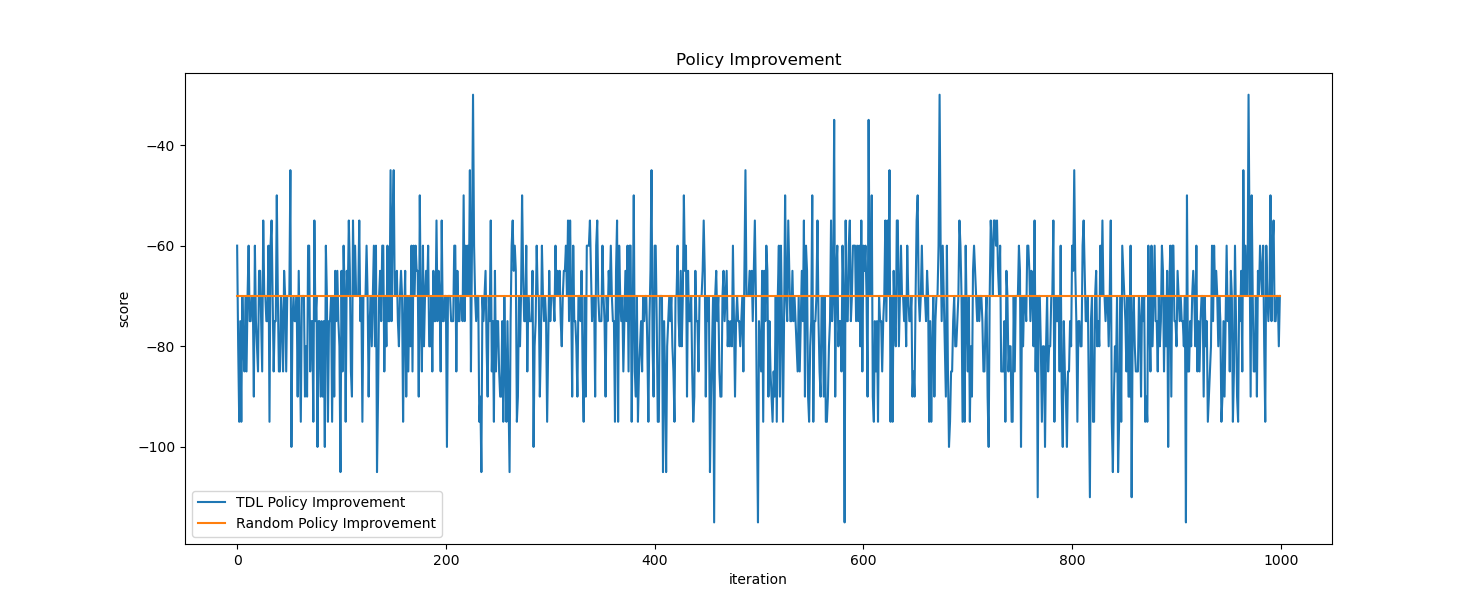 Policy Improvement
score
−40
−60
−80
−100
TDL Policy Improvement
Random Policy Improvement
0
200
400
600
800
1000
iteration